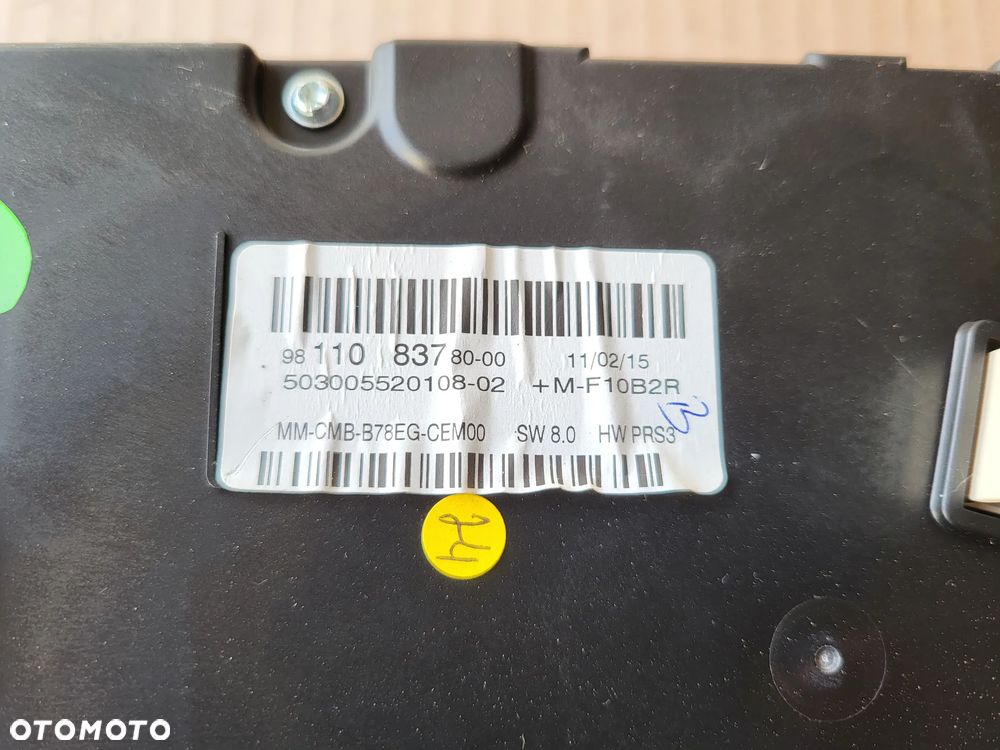 98 110 837 80-00 11/02/15
503005520108-02 +M-F10B2R
MM-CMB-B78EG-CEM00 SW 8.0 HW PRS3
OTOMOTO